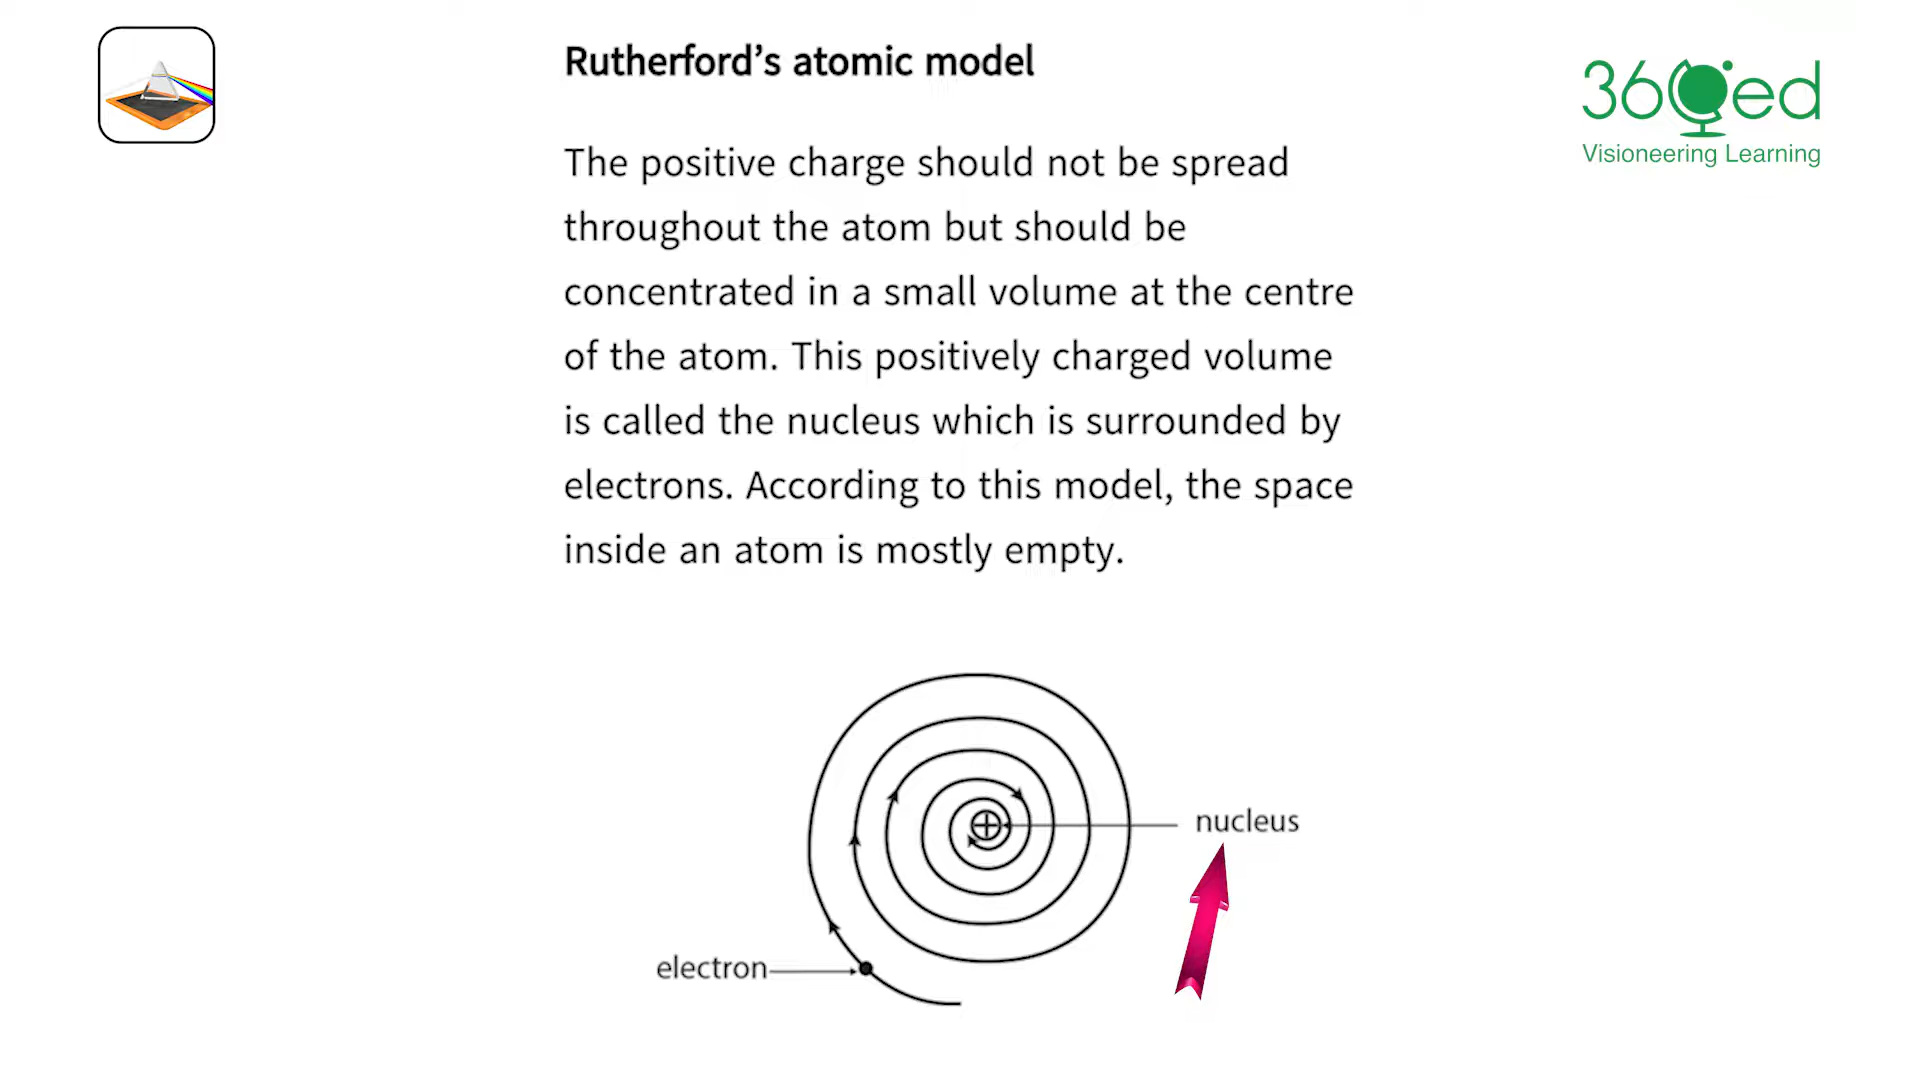 Rutherford’s atomic model
360ed
Visioneering Learning
The positive charge should not be spread
throughout the atom but should be
concentrated in a small volume at the centre
of the atom. This positively charged volume
is called the nucleus which is surrounded by
electrons. According to this model, the space
inside an atom is mostly empty.
nucleus
electron